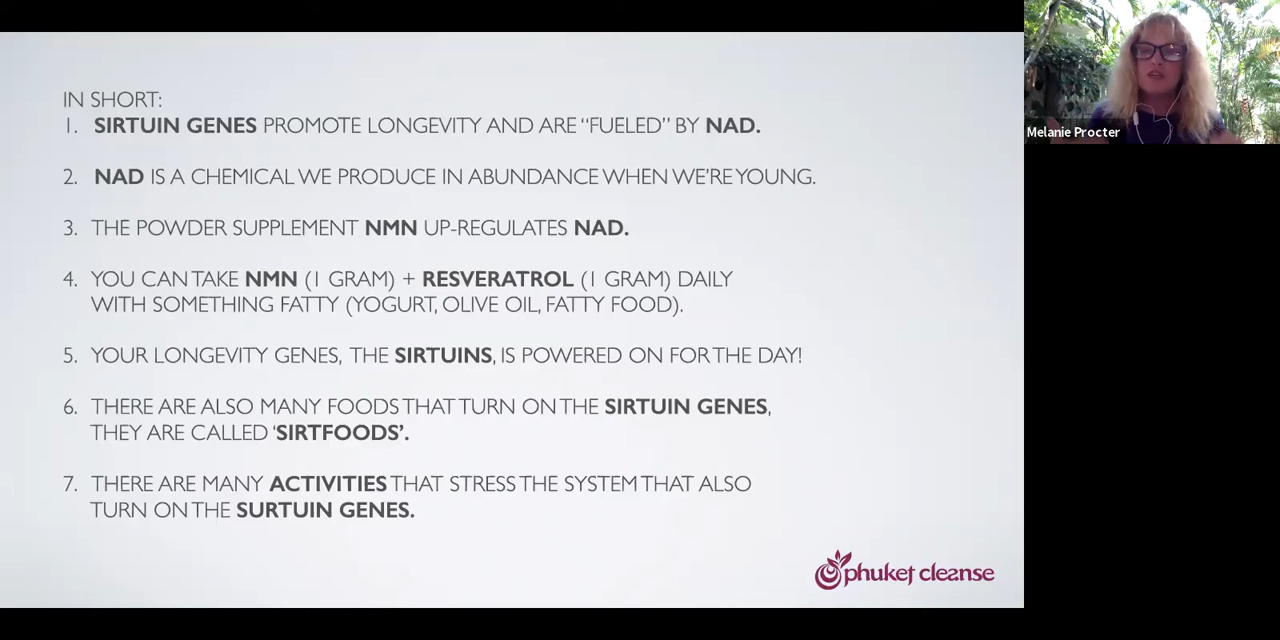 IN SHORT:
1. SIRTUIN GENES PROMOTE LONGEVITY AND ARE “FUELED” BY NAD.
2. NAD IS A CHEMICAL WE PRODUCE IN ABUNDANCE WHEN WE’RE YOUNG.
3. THE POWDER SUPPLEMENT NMN UP-REGULATES NAD.
4. YOU CAN TAKE NMN (1 GRAM) + RESVERATROL (1 GRAM) DAILY
WITH SOMETHING FATTY (YOGURT, OLIVE OIL, FATTY FOOD).
5. YOUR LONGEVITY GENES, THE SIRTUINS, IS POWERED ON FOR THE DAY!
6. THERE ARE ALSO MANY FOODS THAT TURN ON THE SIRTUIN GENES,
THEY ARE CALLED ‘SIRTFOODS’.
7. THERE ARE MANY ACTIVITIES THAT STRESS THE SYSTEM THAT ALSO
TURN ON THE SURTUIN GENES.
phuket cleanse
Melanie Procter